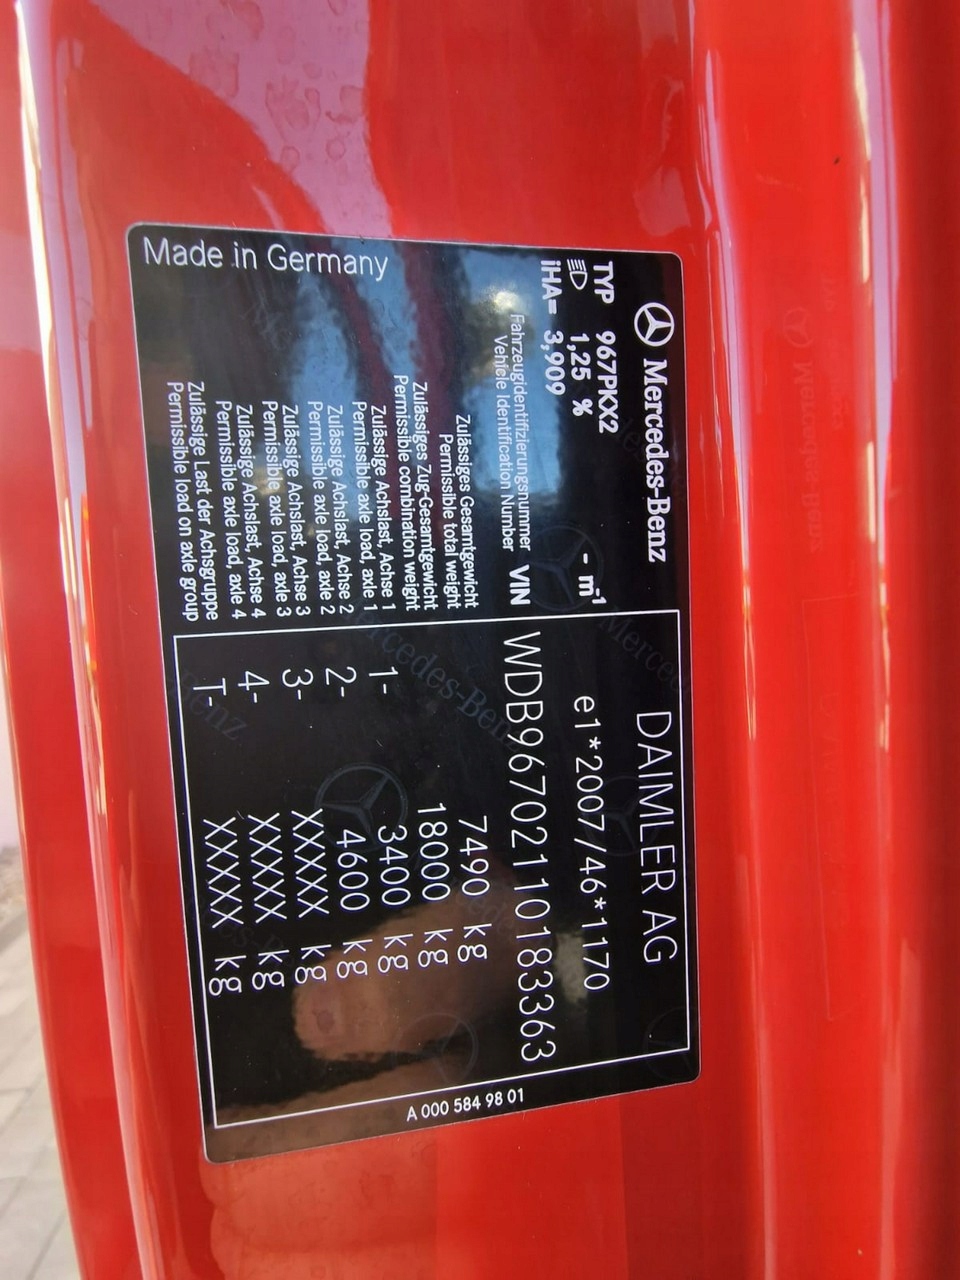 Mercedes-Benz
TYP 967PKXX2
1,25 %
- m-1
iHA= 3,909
DAIMLER AG
e1*2007/46*1170
Fahrzeugidentifizierungsnummer
Vehicle Identification Number
VIN
WDB96702110183363
Zulässiges Gesamtgewicht
Permissible total weight
7490 kg
Zulässiges Zug-Gesamtgewicht
Permissible combination weight
18000 kg
Zulässige Achslast, Achse 1
Permissible axle load, axle 1
1- 3400 kg
Zulässige Achslast, Achse 2
Permissible axle load, axle 2
2- 4600 kg
Zulässige Achslast, Achse 3
Permissible axle load, axle 3
3- XXXXX kg
Zulässige Achslast, Achse 4
Permissible axle load, axle 4
4- XXXXX kg
Zulässige Last der Achsgruppe
Permissible load on axle group
T- XXXXX kg
Made in Germany
A 000 584 98 01